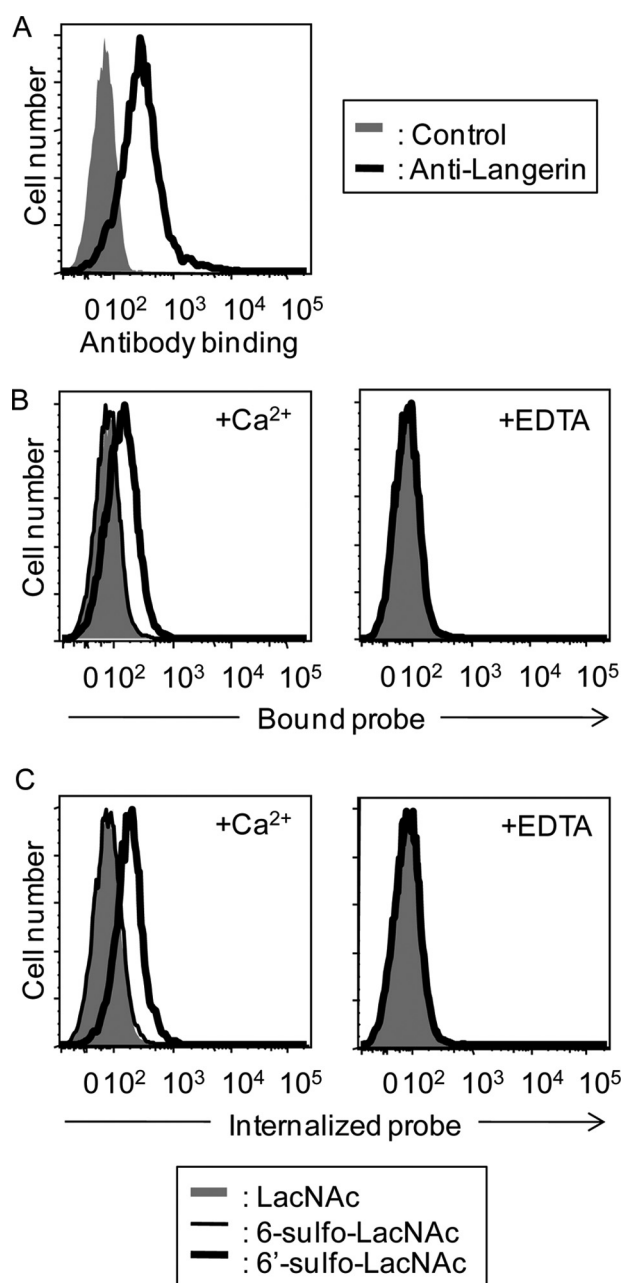 A
Cell number
0 10² 10³ 10⁴ 10⁵
Antibody binding
: Control
: Anti-Langerin
B
Cell number
+Ca²⁺
0 10² 10³ 10⁴ 10⁵
+EDTA
0 10² 10³ 10⁴ 10⁵
Bound probe
C
Cell number
+Ca²⁺
0 10² 10³ 10⁴ 10⁵
+EDTA
0 10² 10³ 10⁴ 10⁵
Internalized probe
: LacNAc
: 6-sulfo-LacNAc
: 6’-sulfo-LacNAc